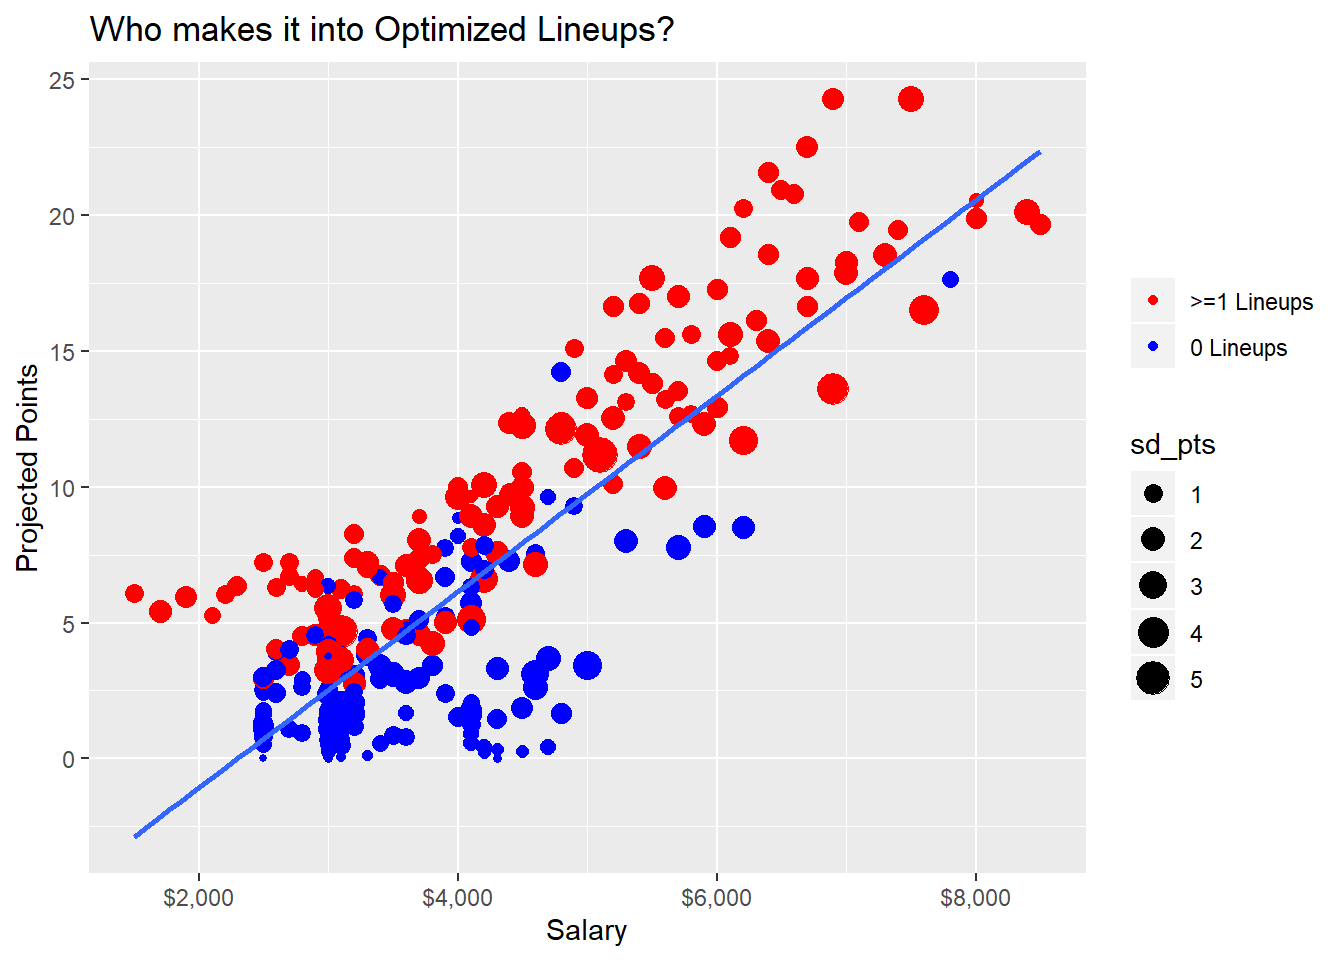 Who makes it into Optimized Lineups?
25
20
15
10
5
0
Projected Points
$2,000
$4,000
$6,000
$8,000
Salary
>=1 Lineups
0 Lineups
sd_pts
1
2
3
4
5